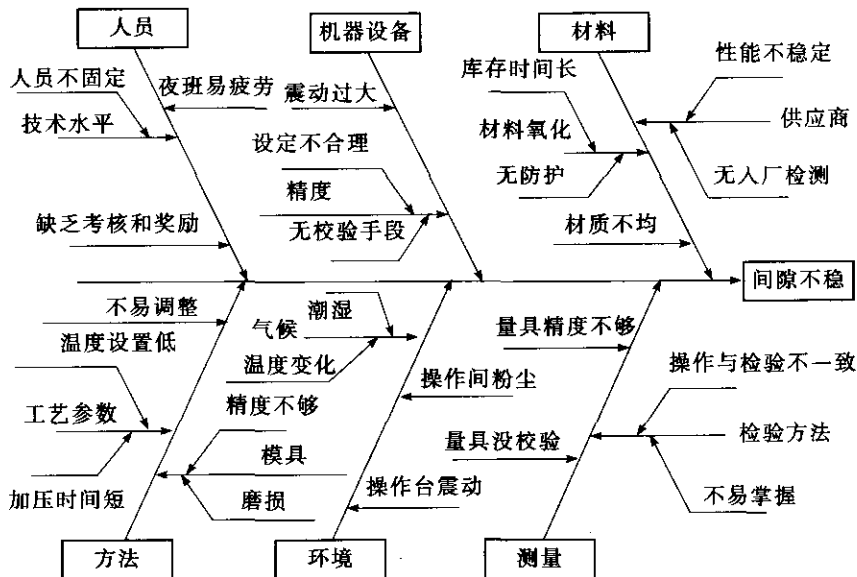 人员
机器设备
材料
人员不固定
夜班易疲劳
技术水平
缺乏考核和奖励
震动过大
设定不合理
精度
无校验手段
库存时间长
材料氧化
无防护
材质不均
性能不稳定
供应商
无入厂检测
间隙不稳
不易调整
温度设置低
工艺参数
加压时间短
精度不够
模具
磨损
潮湿
气候
温度变化
操作间粉尘
操作台震动
量具精度不够
量具没校验
操作与检验不一致
检验方法
不易掌握
方法
环境
测量